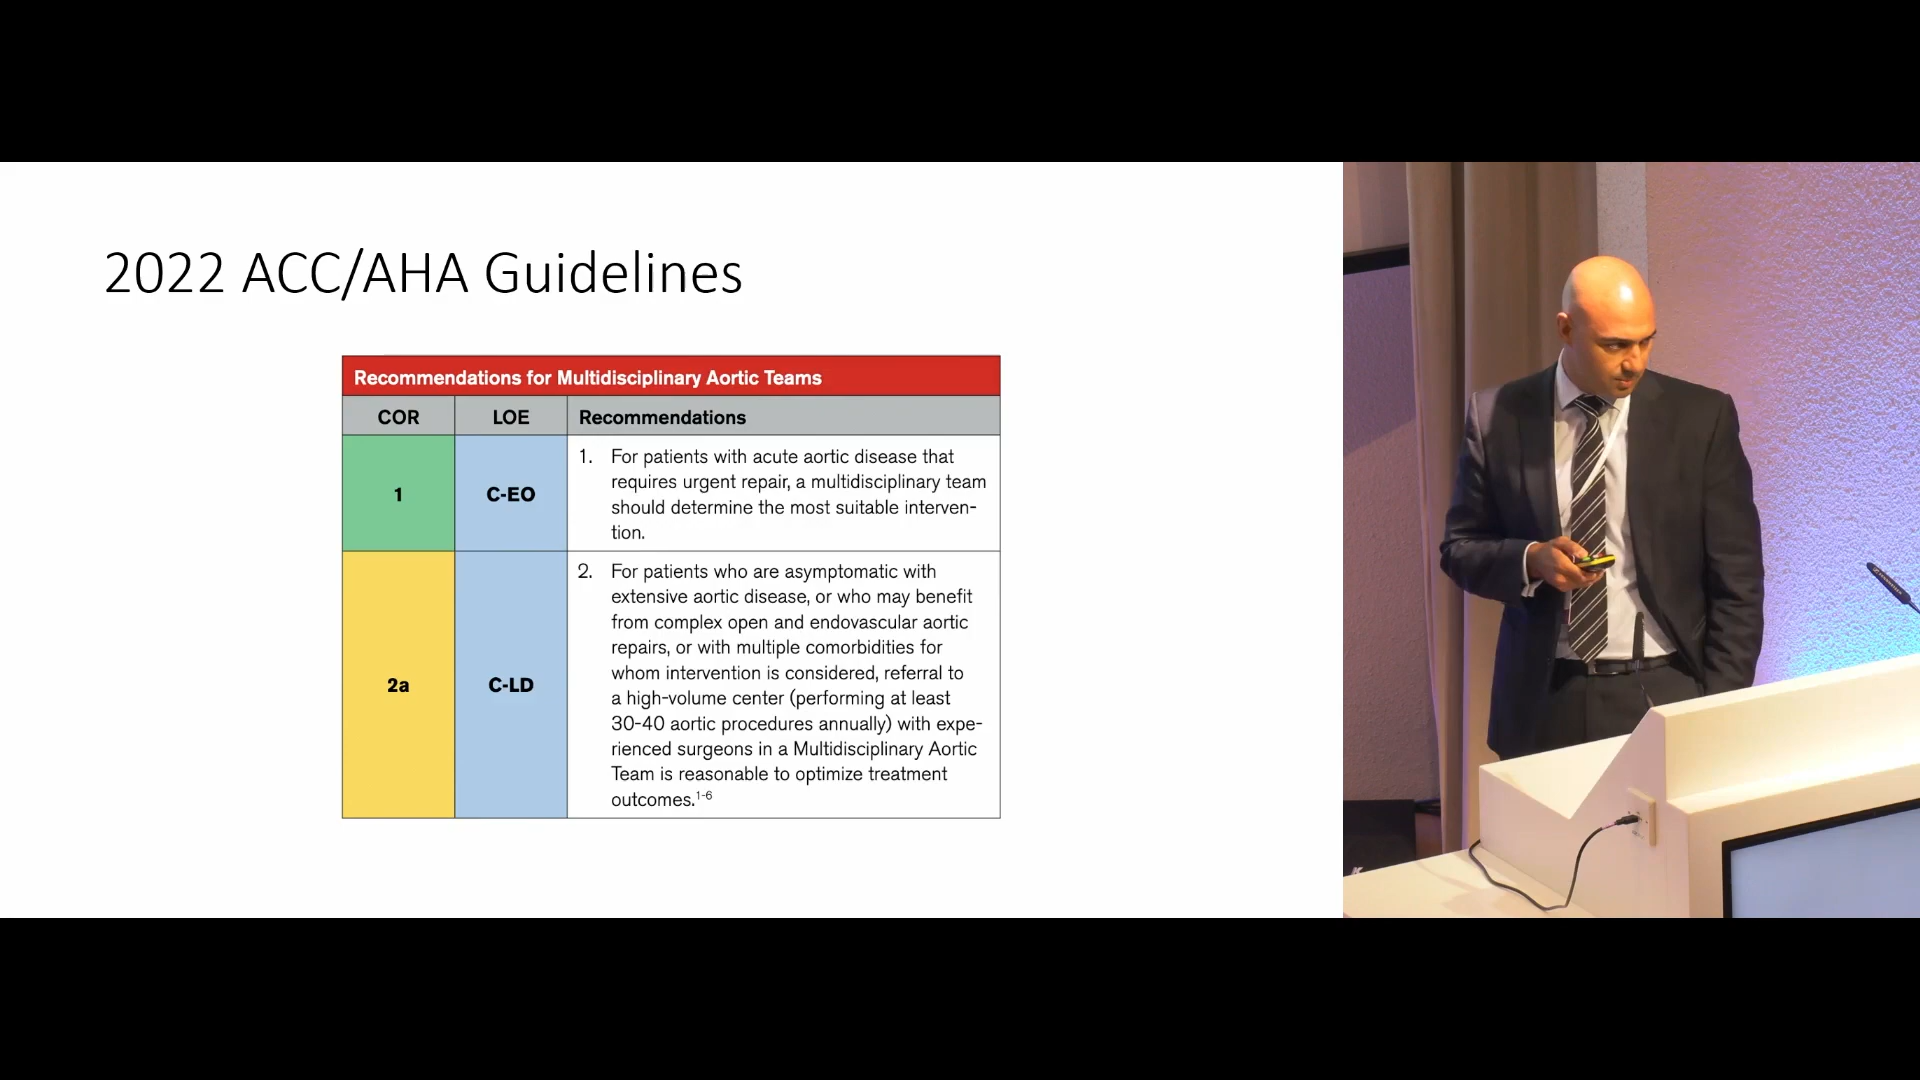 2022 ACC/AHA Guidelines
Recommendations for Multidisciplinary Aortic Teams
COR LOE Recommendations
1 C-EO 1. For patients with acute aortic disease that
requires urgent repair, a multidisciplinary team
should determine the most suitable interven-
tion.
2a C-LD 2. For patients who are asymptomatic with
extensive aortic disease, or who may benefit
from complex open and endovascular aortic
repairs, or with multiple comorbidities for
whom intervention is considered, referral to
a high-volume center (performing at least
30-40 aortic procedures annually) with expe-
rienced surgeons in a Multidisciplinary Aortic
Team is reasonable to optimize treatment
outcomes.1-6